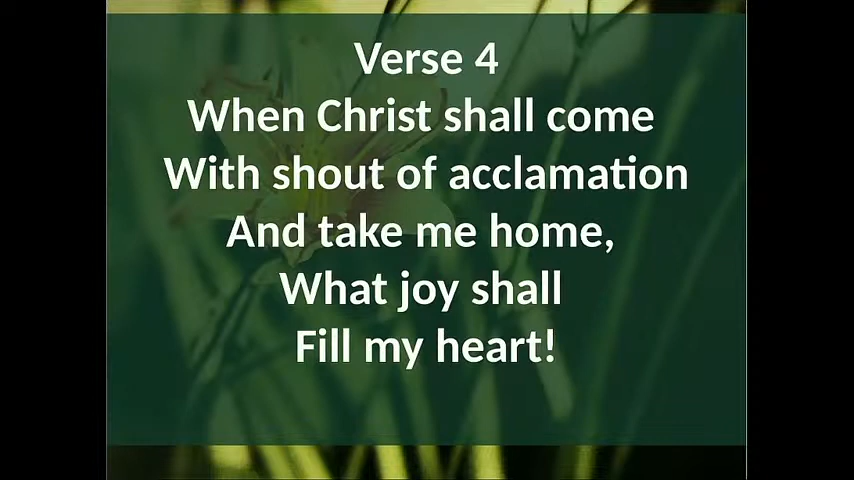 Verse 4
When Christ shall come
With shout of acclamation
And take me home,
What joy shall
Fill my heart!